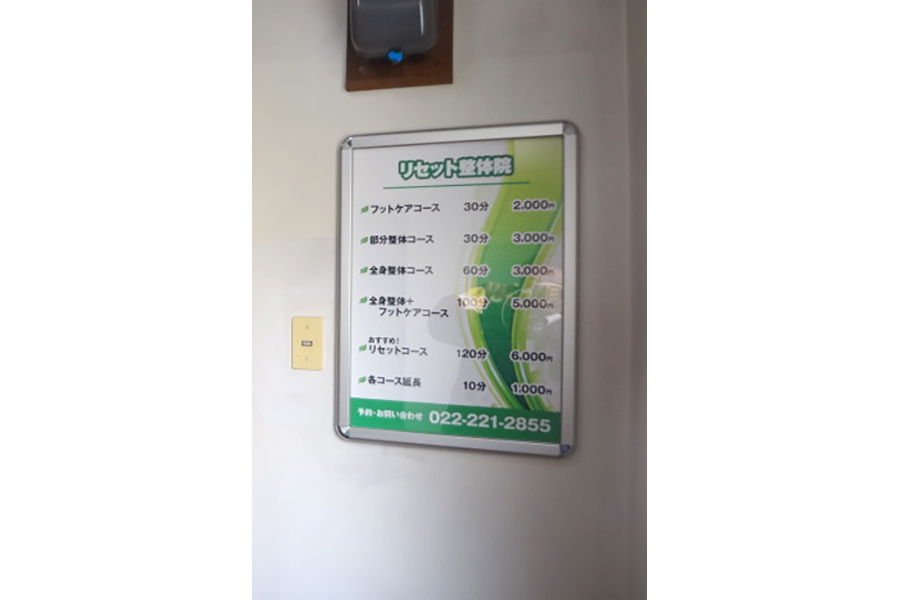 リセット整体院
フットケアコース 30分 2.000円
部分整体コース 30分 3.000円
全身整体コース 60分 3.000円
全身整体+
フットケアコース 100分 5.000円
おすすめ!
リセットコース 120分 6.000円
各コース延長 10分 1.000円
予約・お問い合わせ 022-221-2855